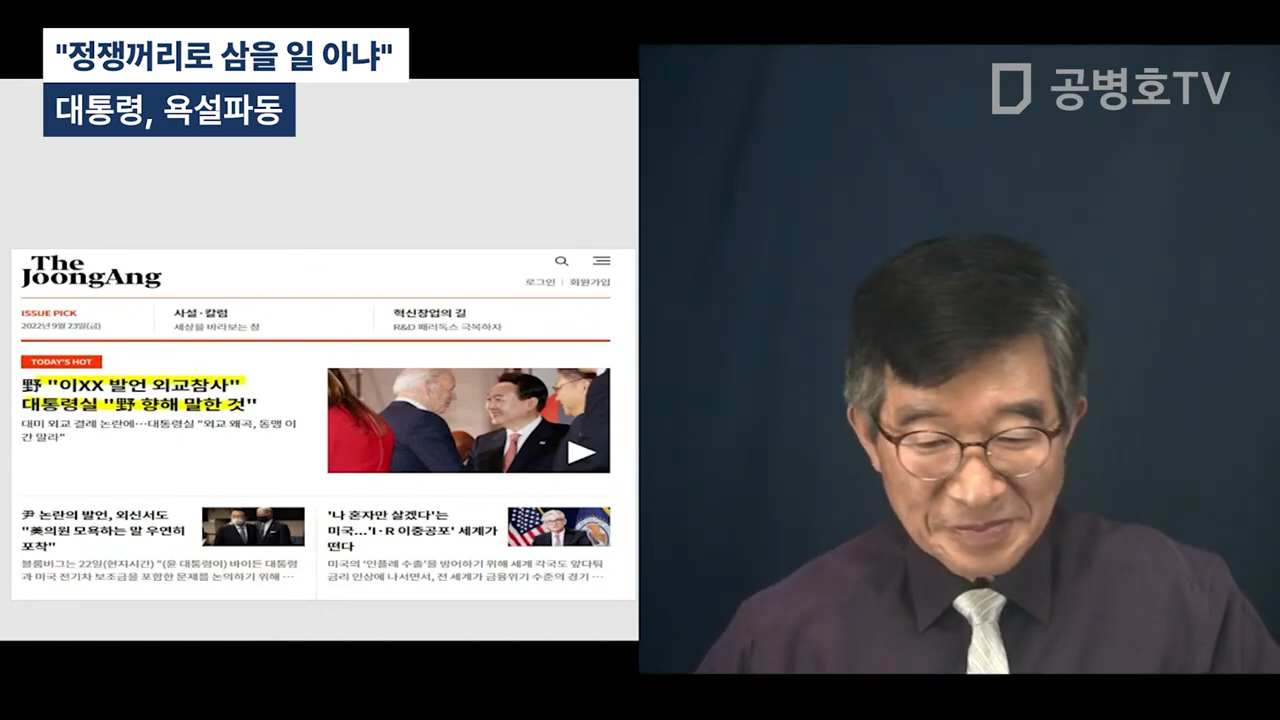 "정쟁꺼리로 삼을 일 아냐"
대통령, 욕설파동
공병호TV
The
JoongAng
로그인 | 회원가입
ISSUE PICK
2022년 9월 23일(금)
사설·칼럼
세상을 바라보는 창
혁신창업의 길
R&D 패러독스 극복하자
TODAY'S HOT
野 "이XX 발언 외교참사"
대통령실 "野 향해 말한 것"
대미 외교 결례 논란에…대통령실 "외교 왜곡, 동맹 이
간 말라"
尹 논란의 발언, 외신서도
"美의원 모욕하는 말 우연히
포착"
블룸버그는 22일(현지시간) "(윤 대통령이) 바이든 대통령
과 미국 전기차 보조금을 포함한 문제를 논의하기 위해 …
'나 혼자만 살겠다'는
미국…'I·R 이중공포' 세계가
떤다
미국의 '인플레 수출'을 방어하기 위해 세계 각국도 앞다퉈
금리 인상에 나서면서, 전 세계가 금융위기 수준의 경기 …